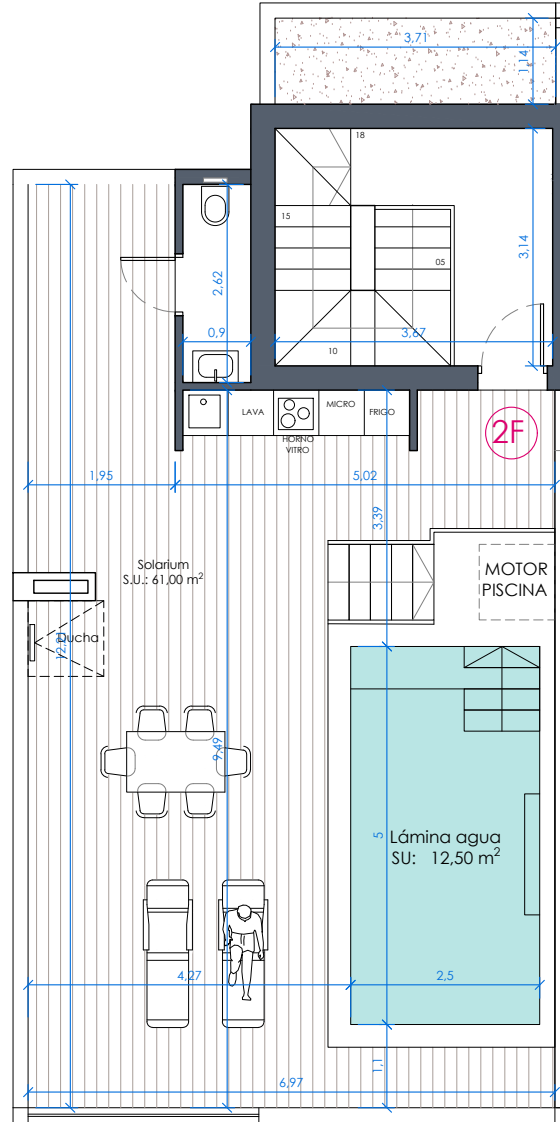 3,71
1,14
18
15
05
3,14
2,62
0,9
3,67
10
LAVA
MICRO
FRIGO
HORNO
VITRO
2F
1,95
5,02
3,39
Solarium
S.U.: 61,00 m²
MOTOR
PISCINA
Ducha
9,49
5
Lámina agua
SU: 12,50 m²
4,27
2,5
1,1
6,97